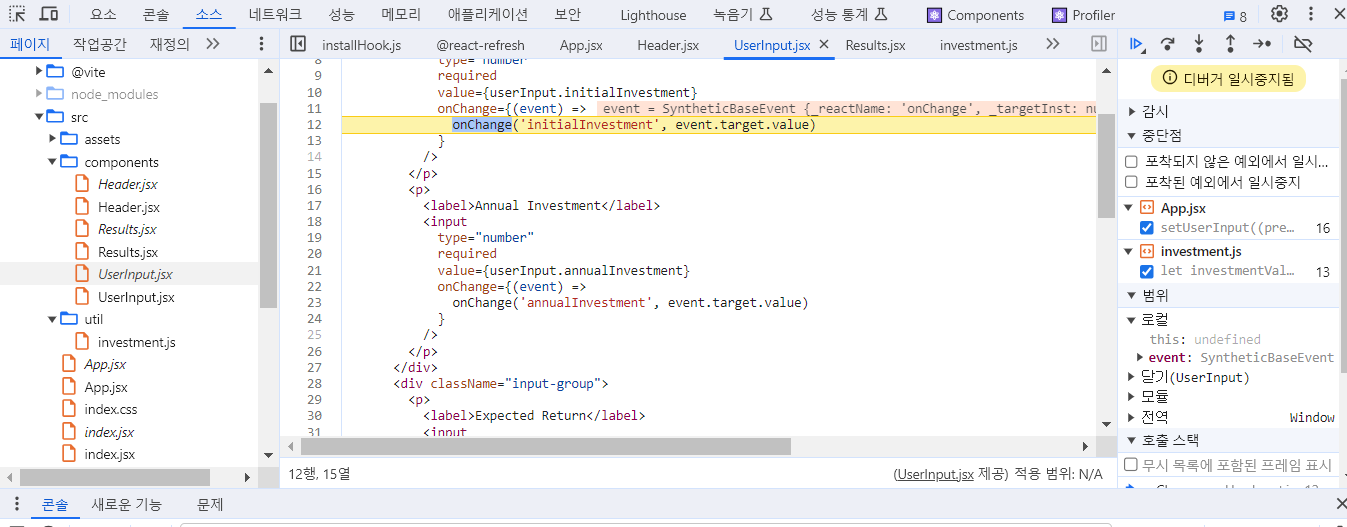 요소 콘솔 소스 네트워크 성능 메모리 애플리케이션 보안 Lighthouse 녹음기 성능 통계 Components Profiler 8
페이지 작업공간 재정의
installHook.js @react-refresh App.jsx Header.jsx UserInput.jsx Results.jsx investment.js
@vite
node_modules
src
assets
components
Header.jsx
Header.jsx
Results.jsx
Results.jsx
UserInput.jsx
UserInput.jsx
util
investment.js
App.jsx
App.jsx
index.css
index.jsx
index.jsx
8 type="number"
9 required
10 value={userInput.initialInvestment}
11 onChange={(event) => event = SyntheticBaseEvent {_reactName: 'onChange', _targetInst: nu
12 onChange('initialInvestment', event.target.value)
13 }
14 />
15 </p>
16 <p>
17 <label>Annual Investment</label>
18 <input
19 type="number"
20 required
21 value={userInput.annualInvestment}
22 onChange={(event) =>
23 onChange('annualInvestment', event.target.value)
24 }
25 />
26 </p>
27 </div>
28 <div className="input-group">
29 <p>
30 <label>Expected Return</label>
31 <input
12행, 15열 (UserInput.jsx 제공) 적용 범위: N/A
디버거 일시중지됨
감시
중단점
포착되지 않은 예외에서 일시...
포착된 예외에서 일시중지
App.jsx
setUserInput((pre… 16
investment.js
let investmentVal… 13
범위
로컬
this: undefined
event: SyntheticBaseEvent
닫기(UserInput)
모듈
전역 Window
호출 스택
무시 목록에 포함된 프레임 표시
콘솔 새로운 기능 문제